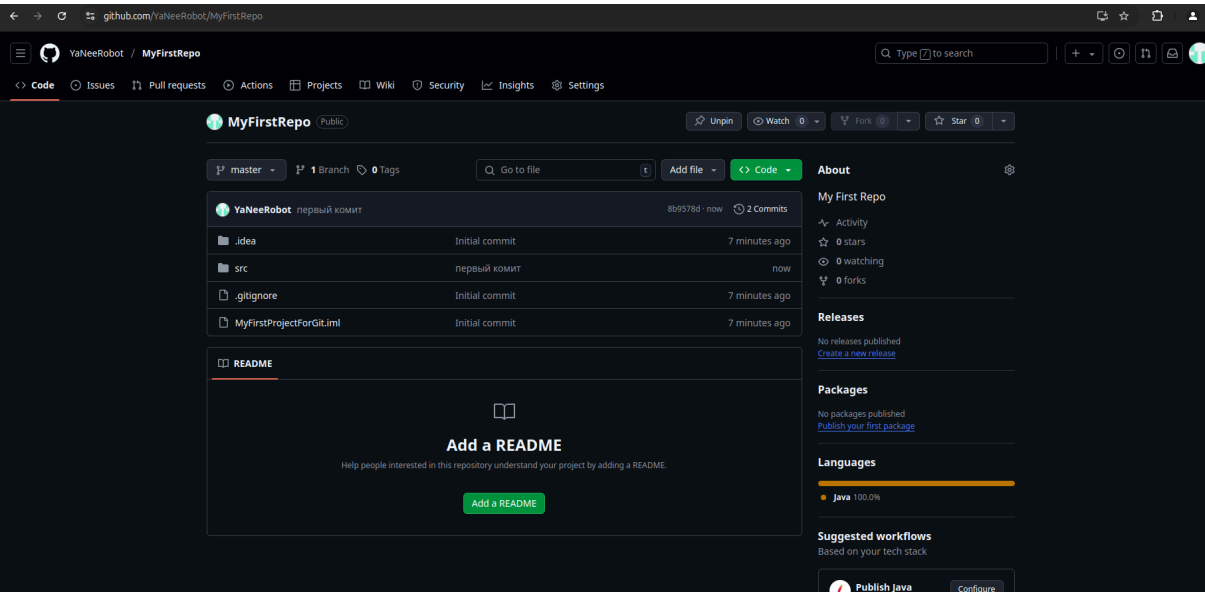 github.com/YaNeeRobot/MyFirstRepo
YaNeeRobot / MyFirstRepo
Type / to search
Code Issues Pull requests Actions Projects Wiki Security Insights Settings
MyFirstRepo Public
Unpin Watch 0 Fork 0 Star 0
master 1 Branch 0 Tags
Go to file t Add file Code
YaNeeRobot первый комит 8b9578d · now 2 Commits
.idea Initial commit 7 minutes ago
src первый комит now
.gitignore Initial commit 7 minutes ago
MyFirstProjectForGit.iml Initial commit 7 minutes ago
README
Add a README
Help people interested in this repository understand your project by adding a README.
Add a README
About
My First Repo
Activity
0 stars
0 watching
0 forks
Releases
No releases published
Create a new release
Packages
No packages published
Publish your first package
Languages
Java 100.0%
Suggested workflows
Based on your tech stack
Publish Java Configure